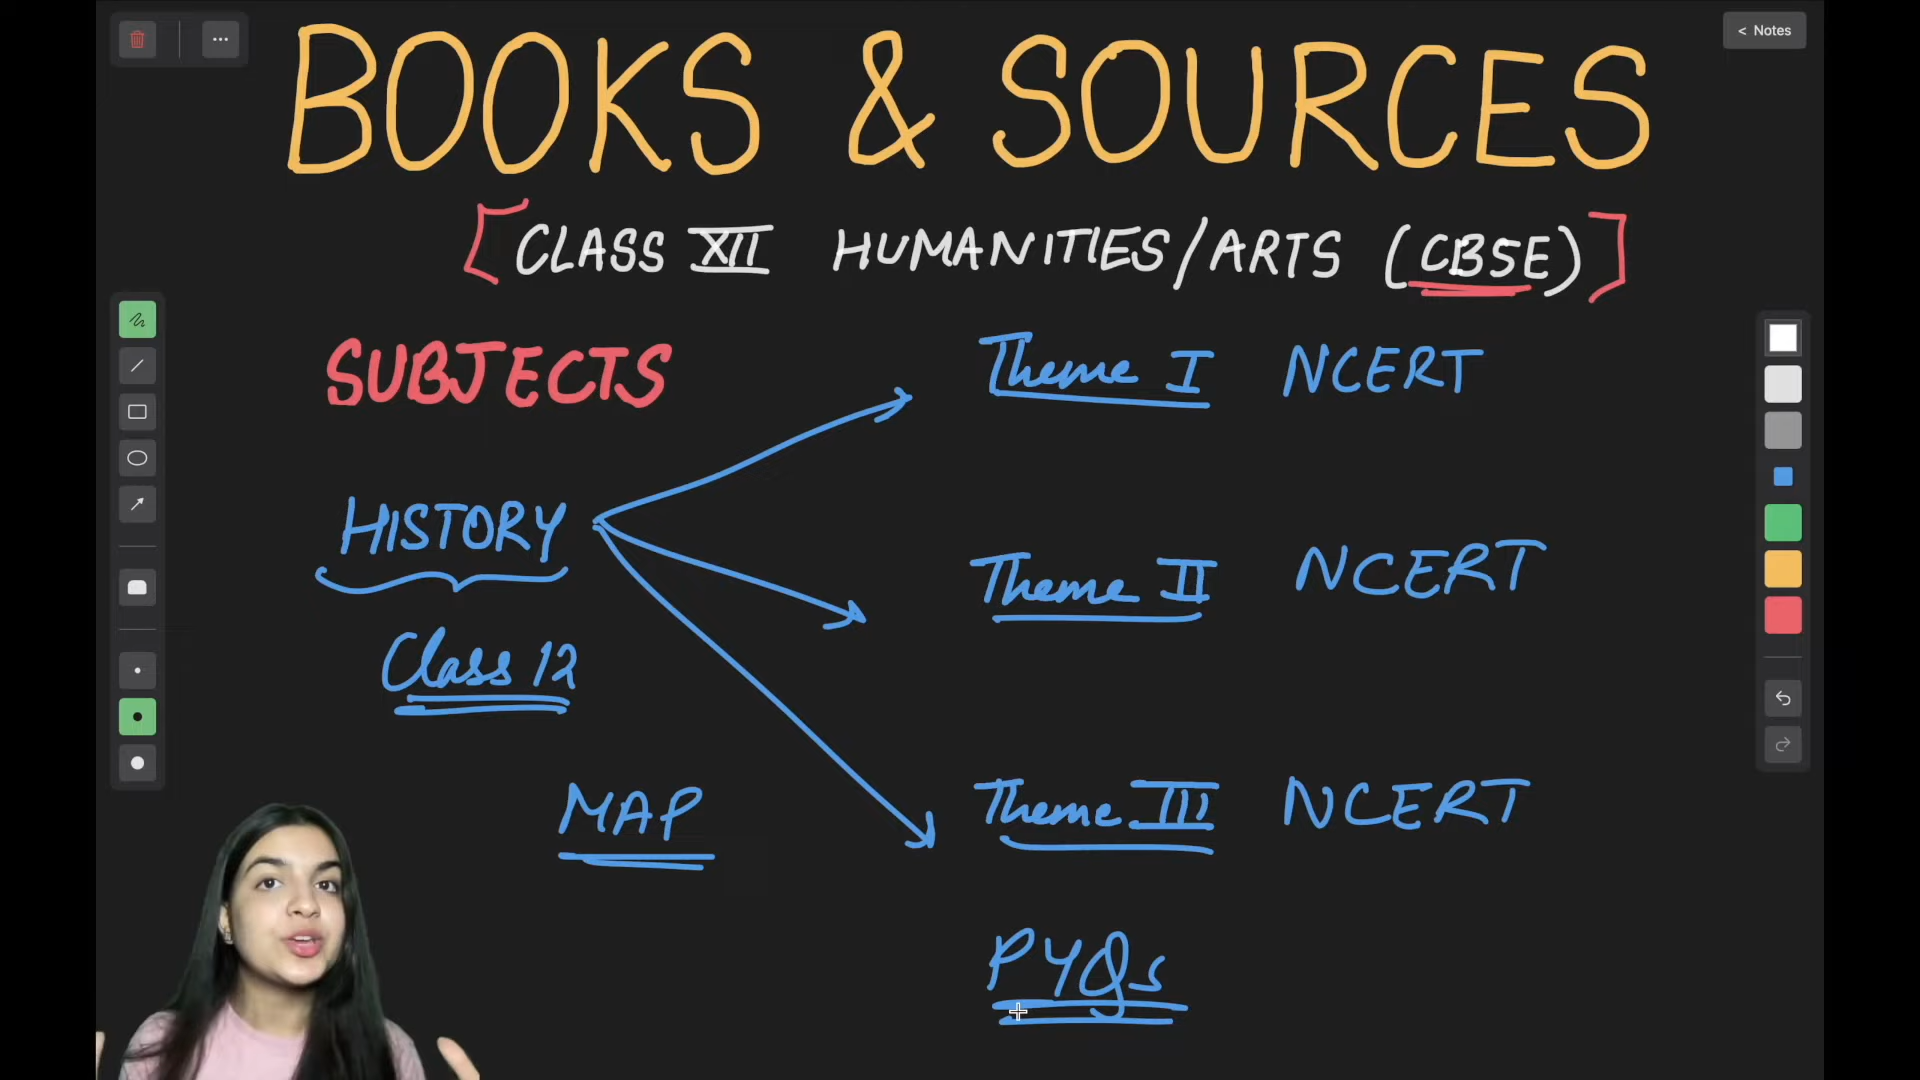 < Notes
BOOKS & SOURCES
[CLASS XII HUMANITIES/ARTS (CBSE)]
SUBJECTS
Theme I NCERT
HISTORY
Theme II NCERT
Class 12
MAP
Theme III NCERT
PYQs